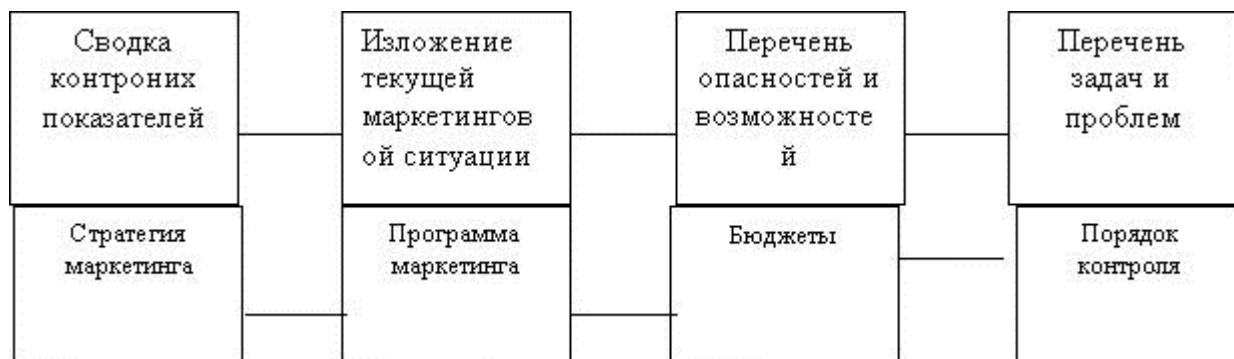 Сводка
контроних
показателей
Изложение
текущей
маркетингов
ой ситуации
Перечень
опасностей и
возможносте
й
Перечень
задач и
проблем
Стратегия
маркетинга
Программа
маркетинга
Бюджеты
Порядок
контроля